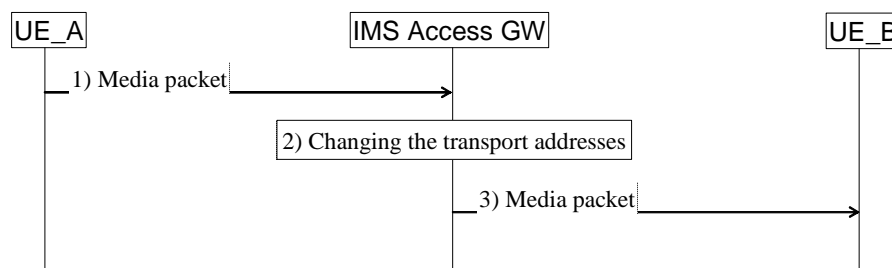 UE_A
IMS Access GW
UE_B
1) Media packet
2) Changing the transport addresses
3) Media packet